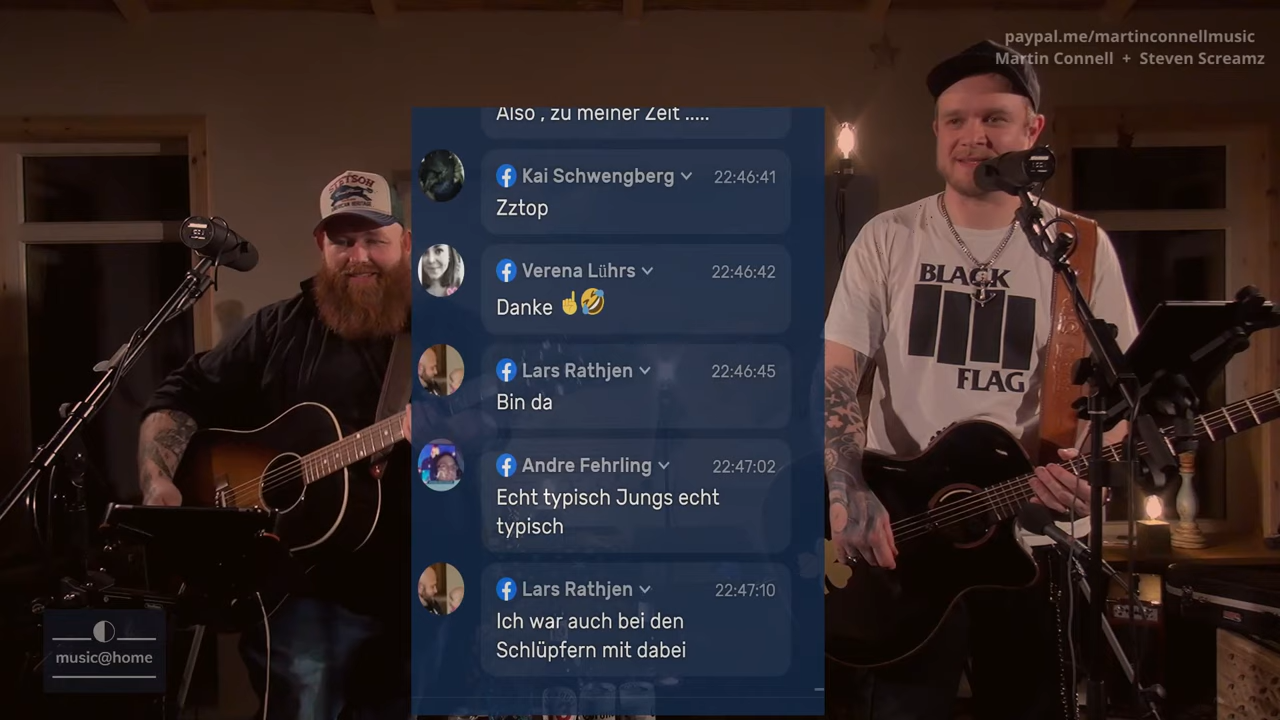 paypal.me/martinconnellmusic
Martin Connell + Steven Screamz
Also , zu meiner Zeit .....
Kai Schwengberg 22:46:41
Zztop
Verena Lührs 22:46:42
Danke ☝️🤣
Lars Rathjen 22:46:45
Bin da
Andre Fehrling 22:47:02
Echt typisch Jungs echt
typisch
Lars Rathjen 22:47:10
Ich war auch bei den
Schlüpfern mit dabei
STETSON
BLACK
FLAG
music@home